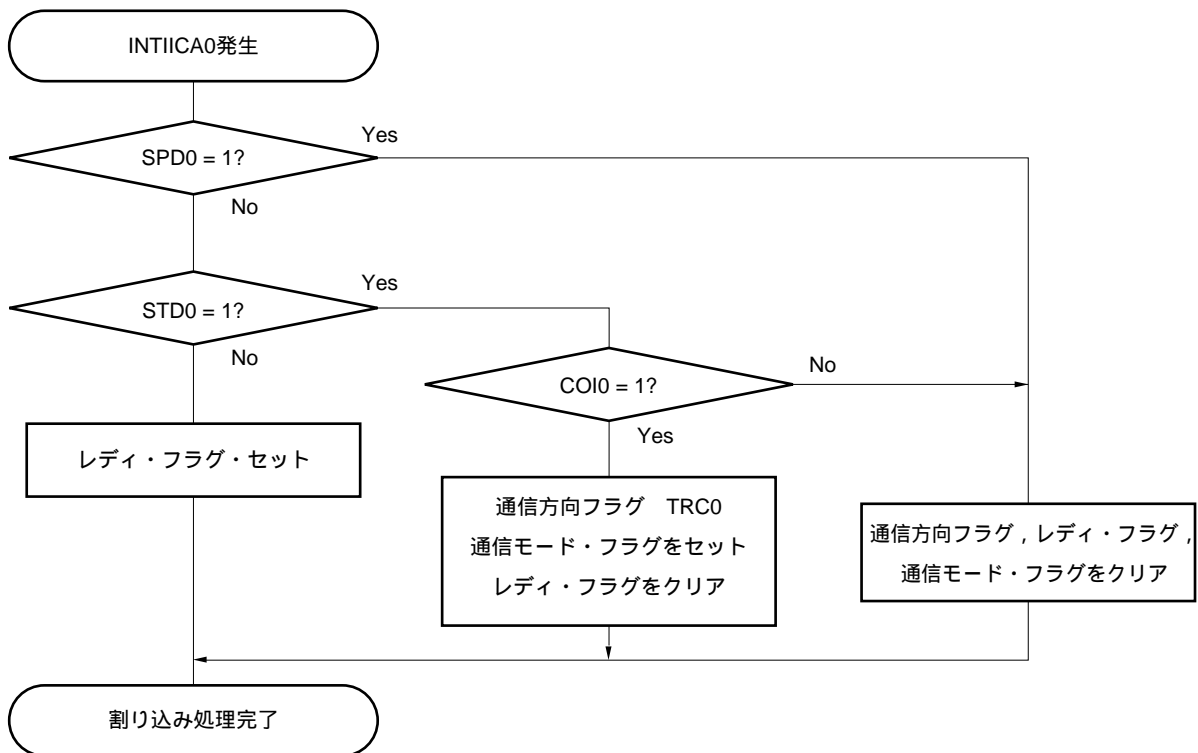 INTIICA0発生
Yes
SPD0 = 1?
No
Yes
STD0 = 1?
No
No
COI0 = 1?
Yes
レディ・フラグ・セット
通信方向フラグ　TRC0
通信モード・フラグをセット
レディ・フラグをクリア
通信方向フラグ , レディ・フラグ ,
通信モード・フラグをクリア
割り込み処理完了